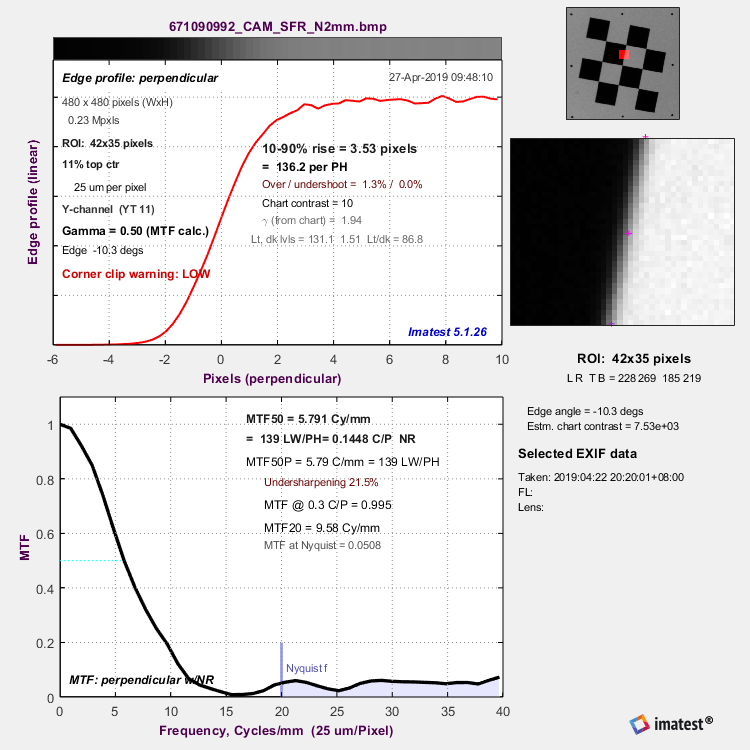 671090992_CAM_SFR_N2mm.bmp
Edge profile: perpendicular
27-Apr-2019 09:48:10
480 x 480 pixels (WxH)
0.23 Mpxls
ROI: 42x35 pixels
11% top ctr
25 um per pixel
Y-channel (YT 11)
Gamma = 0.50 (MTF calc.)
Edge -10.3 degs
Corner clip warning: LOW
10-90% rise = 3.53 pixels
= 136.2 per PH
Over / undershoot = 1.3% / 0.0%
Chart contrast = 10
γ (from chart) = 1.94
Lt, dk lvls = 131.1 1.51 Lt/dk = 86.8
Imatest 5.1.26
Edge profile (linear)
-6 -4 -2 0 2 4 6 8 10
Pixels (perpendicular)
ROI: 42x35 pixels
L R T B = 228 269 185 219
Edge angle = -10.3 degs
Estm. chart contrast = 7.53e+03
Selected EXIF data
Taken: 2019:04:22 20:20:01+08:00
FL:
Lens:
MTF50 = 5.791 Cy/mm
= 139 LW/PH= 0.1448 C/P NR
MTF50P = 5.79 C/mm = 139 LW/PH
Undersharpening 21.5%
MTF @ 0.3 C/P = 0.995
MTF20 = 9.58 Cy/mm
MTF at Nyquist = 0.0508
1
0.8
0.6
0.4
0.2
0
MTF
Nyquist f
MTF: perpendicular w/NR
0 5 10 15 20 25 30 35 40
Frequency, Cycles/mm (25 um/Pixel)
imatest®